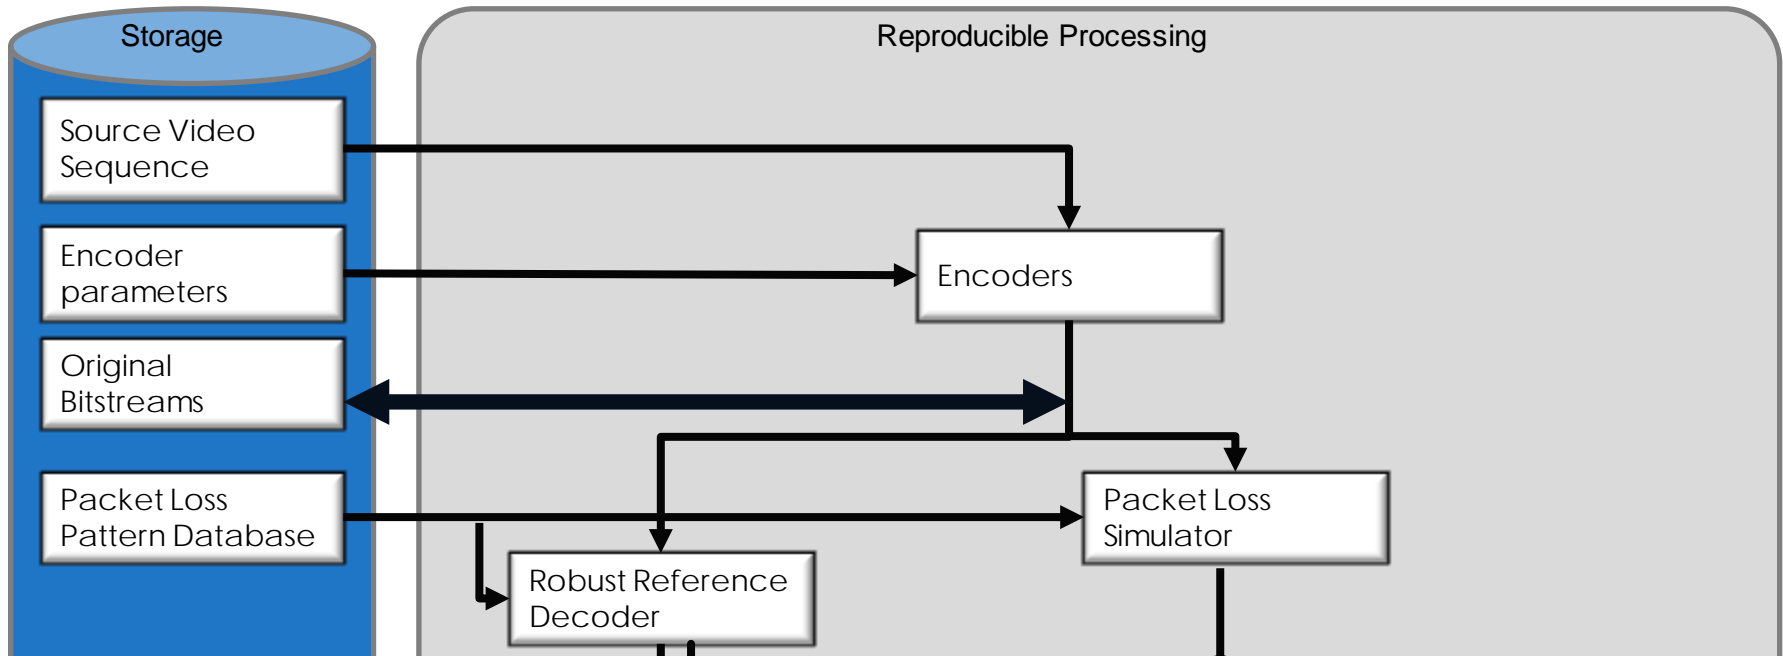 Storage
Reproducible Processing
Source Video
Sequence
Encoder
parameters
Encoders
Original
Bitstreams
Packet Loss
Pattern Database
Packet Loss
Simulator
Robust Reference
Decoder